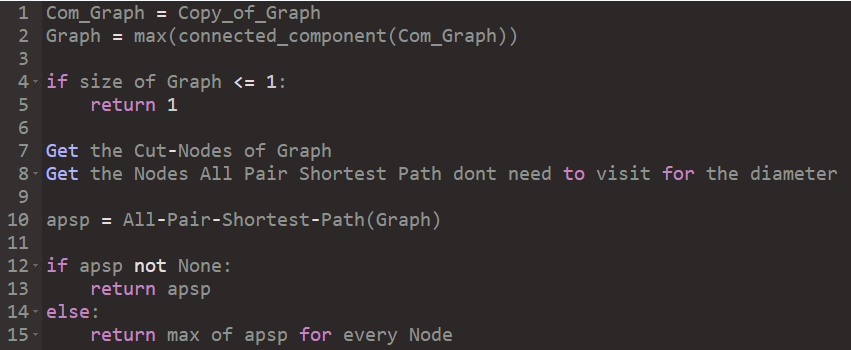 1 Com_Graph = Copy_of_Graph
2 Graph = max(connected_component(Com_Graph))
3
4 if size of Graph <= 1:
5 return 1
6
7 Get the Cut-Nodes of Graph
8 Get the Nodes All Pair Shortest Path dont need to visit for the diameter
9
10 apsp = All-Pair-Shortest-Path(Graph)
11
12 if apsp not None:
13 return apsp
14 else:
15 return max of apsp for every Node